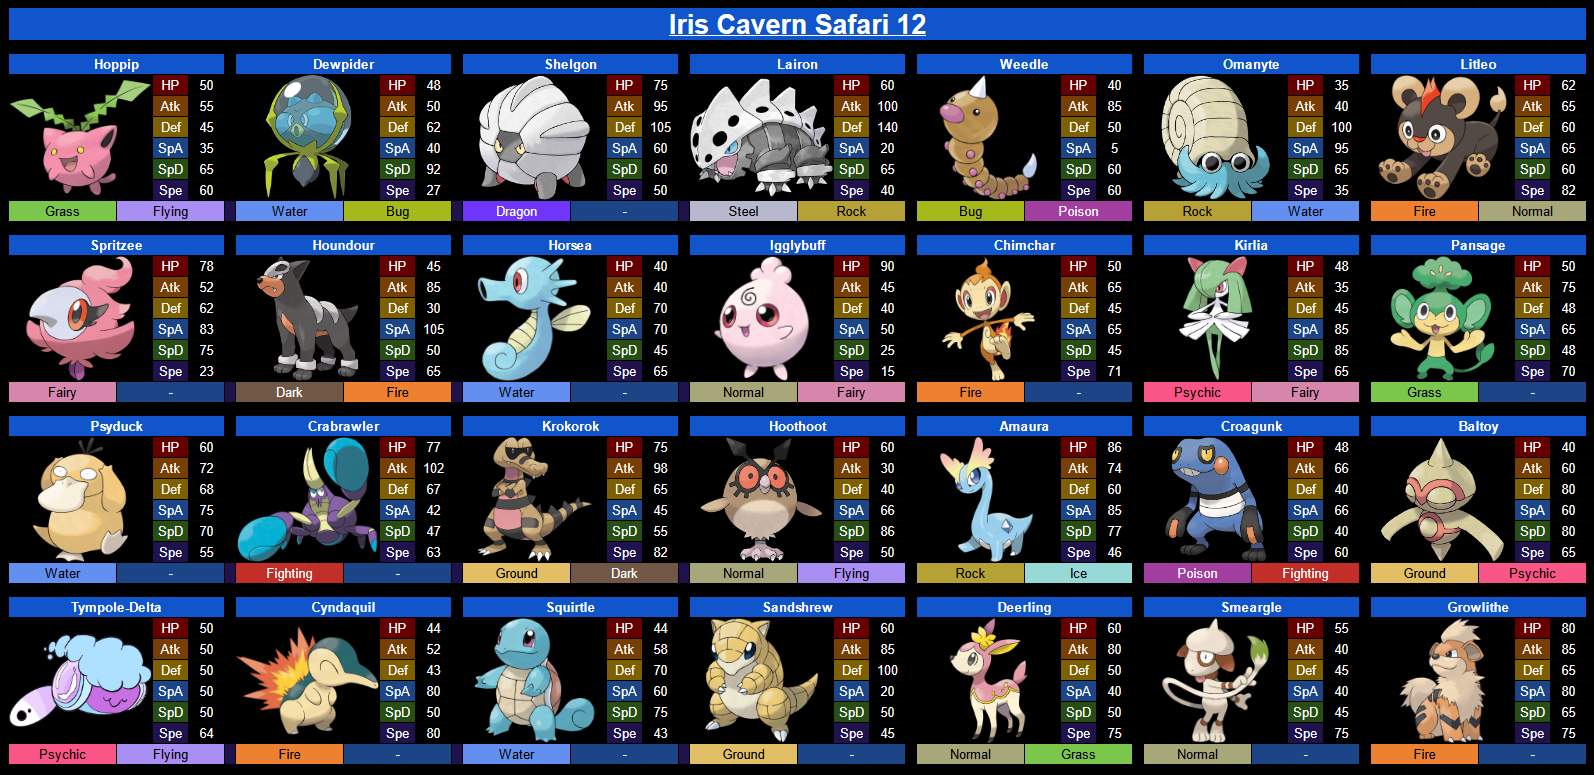 Iris Cavern Safari 12
Hoppip Dewpider Shelgon Lairon Weedle Omanyte Litleo
HP 50 HP 48 HP 75 HP 60 HP 40 HP 35 HP 62
Atk 55 Atk 50 Atk 95 Atk 100 Atk 85 Atk 40 Atk 65
Def 45 Def 62 Def 105 Def 140 Def 50 Def 100 Def 60
SpA 35 SpA 40 SpA 60 SpA 20 SpA 5 SpA 95 SpA 65
SpD 65 SpD 92 SpD 60 SpD 65 SpD 60 SpD 65 SpD 60
Spe 60 Spe 27 Spe 50 Spe 40 Spe 60 Spe 35 Spe 82
Grass Flying Water Bug Dragon - Steel Rock Bug Poison Rock Water Fire Normal
Spritzee Houndour Horsea Igglybuff Chimchar Kirlia Pansage
HP 78 HP 45 HP 40 HP 90 HP 50 HP 48 HP 50
Atk 52 Atk 85 Atk 40 Atk 45 Atk 65 Atk 35 Atk 75
Def 62 Def 30 Def 70 Def 40 Def 45 Def 45 Def 48
SpA 83 SpA 105 SpA 70 SpA 50 SpA 65 SpA 85 SpA 65
SpD 75 SpD 50 SpD 45 SpD 25 SpD 45 SpD 85 SpD 48
Spe 23 Spe 65 Spe 65 Spe 15 Spe 71 Spe 65 Spe 70
Fairy - Dark Fire Water - Normal Fairy Fire - Psychic Fairy Grass -
Psyduck Crabrawler Krokorok Hoothoot Amaura Croagunk Baltoy
HP 60 HP 77 HP 75 HP 60 HP 86 HP 48 HP 40
Atk 72 Atk 102 Atk 98 Atk 30 Atk 74 Atk 66 Atk 60
Def 68 Def 67 Def 65 Def 40 Def 60 Def 40 Def 80
SpA 75 SpA 42 SpA 45 SpA 66 SpA 85 SpA 66 SpA 60
SpD 70 SpD 47 SpD 55 SpD 86 SpD 77 SpD 40 SpD 80
Spe 55 Spe 63 Spe 82 Spe 50 Spe 46 Spe 60 Spe 65
Water - Fighting - Ground Dark Normal Flying Rock Ice Poison Fighting Ground Psychic
Tympole-Delta Cyndaquil Squirtle Sandshrew Deerling Smeargle Growlithe
HP 50 HP 44 HP 44 HP 60 HP 60 HP 55 HP 80
Atk 50 Atk 52 Atk 58 Atk 85 Atk 80 Atk 40 Atk 85
Def 50 Def 43 Def 70 Def 100 Def 50 Def 45 Def 65
SpA 50 SpA 80 SpA 60 SpA 20 SpA 40 SpA 40 SpA 80
SpD 50 SpD 50 SpD 75 SpD 50 SpD 50 SpD 45 SpD 65
Spe 64 Spe 80 Spe 43 Spe 45 Spe 75 Spe 75 Spe 75
Psychic Flying Fire - Water - Ground - Normal Grass Normal - Fire -